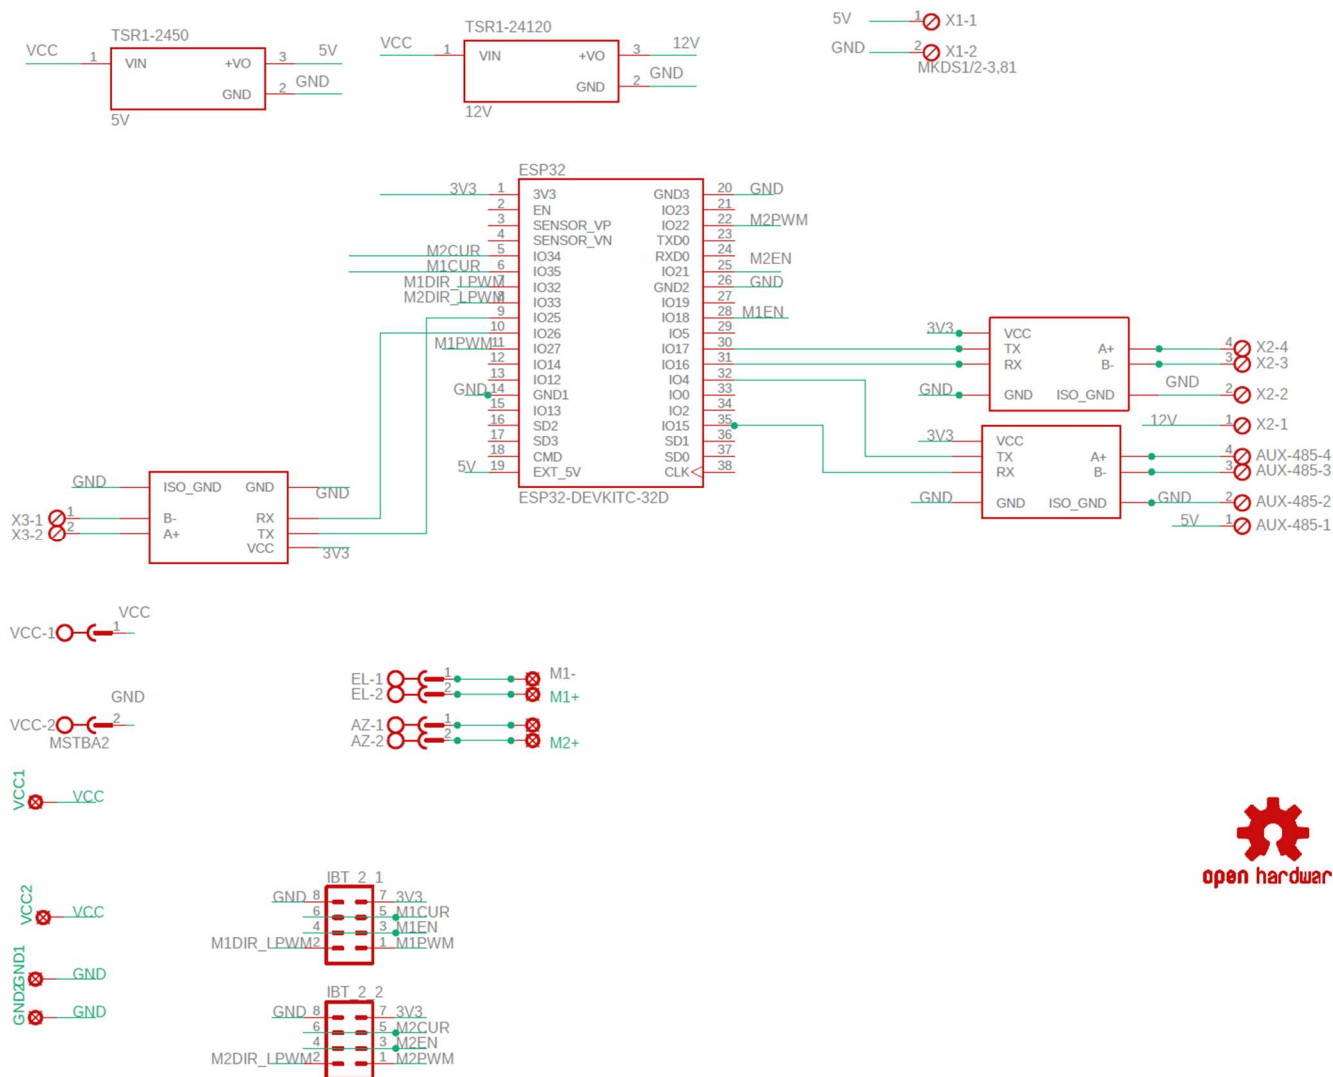 TSR1-2450
VCC 1 VIN +VO 3 5V
GND 2 GND
5V
TSR1-24120
VCC 1 VIN +VO 3 12V
GND 2 GND
12V
5V 1 X1-1
GND 2 X1-2
MKDS1/2-3,81
ESP32
3V3 1 3V3 GND3 20 GND
2 EN IO23 21
3 SENSOR_VP IO22 22 M2PWM
4 SENSOR_VN TXD0 23
M2CUR 5 IO34 RXD0 24
M1CUR 6 IO35 IO21 25 M2EN
M1DIR_LPWM 7 IO32 GND2 26 GND
M2DIR_LPWM 8 IO33 IO19 27
9 IO25 IO18 28 M1EN
10 IO26 IO5 29
M1PWM 11 IO27 IO17 30
12 IO14 IO16 31
13 IO12 IO4 32
GND 14 GND1 IO0 33
15 IO13 IO2 34
16 SD2 IO15 35
17 SD3 SD1 36
18 CMD SD0 37
5V 19 EXT_5V CLK 38
ESP32-DEVKITC-32D
3V3 VCC
TX A+ 4 X2-4
RX B- 3 X2-3
GND GND ISO_GND GND 2 X2-2
12V 1 X2-1
3V3 VCC
TX A+ 4 AUX-485-4
RX B- 3 AUX-485-3
GND GND ISO_GND GND 2 AUX-485-2
5V 1 AUX-485-1
GND ISO_GND GND GND
X3-1 1 B- RX
X3-2 2 A+ TX
VCC 3V3
VCC
VCC-1 1
GND
VCC-2 2
MSTBA2
EL-1 1 M1-
EL-2 2 M1+
AZ-1 1
AZ-2 2 M2+
VCC1 VCC
VCC2 VCC
GND1 GND
GND2 GND
IBT_2_1
GND 8 7 3V3
6 5 M1CUR
4 3 M1EN
M1DIR_LPWM 2 1 M1PWM
IBT_2_2
GND 8 7 3V3
6 5 M2CUR
4 3 M2EN
M2DIR_LPWM 2 1 M2PWM
open hardwar